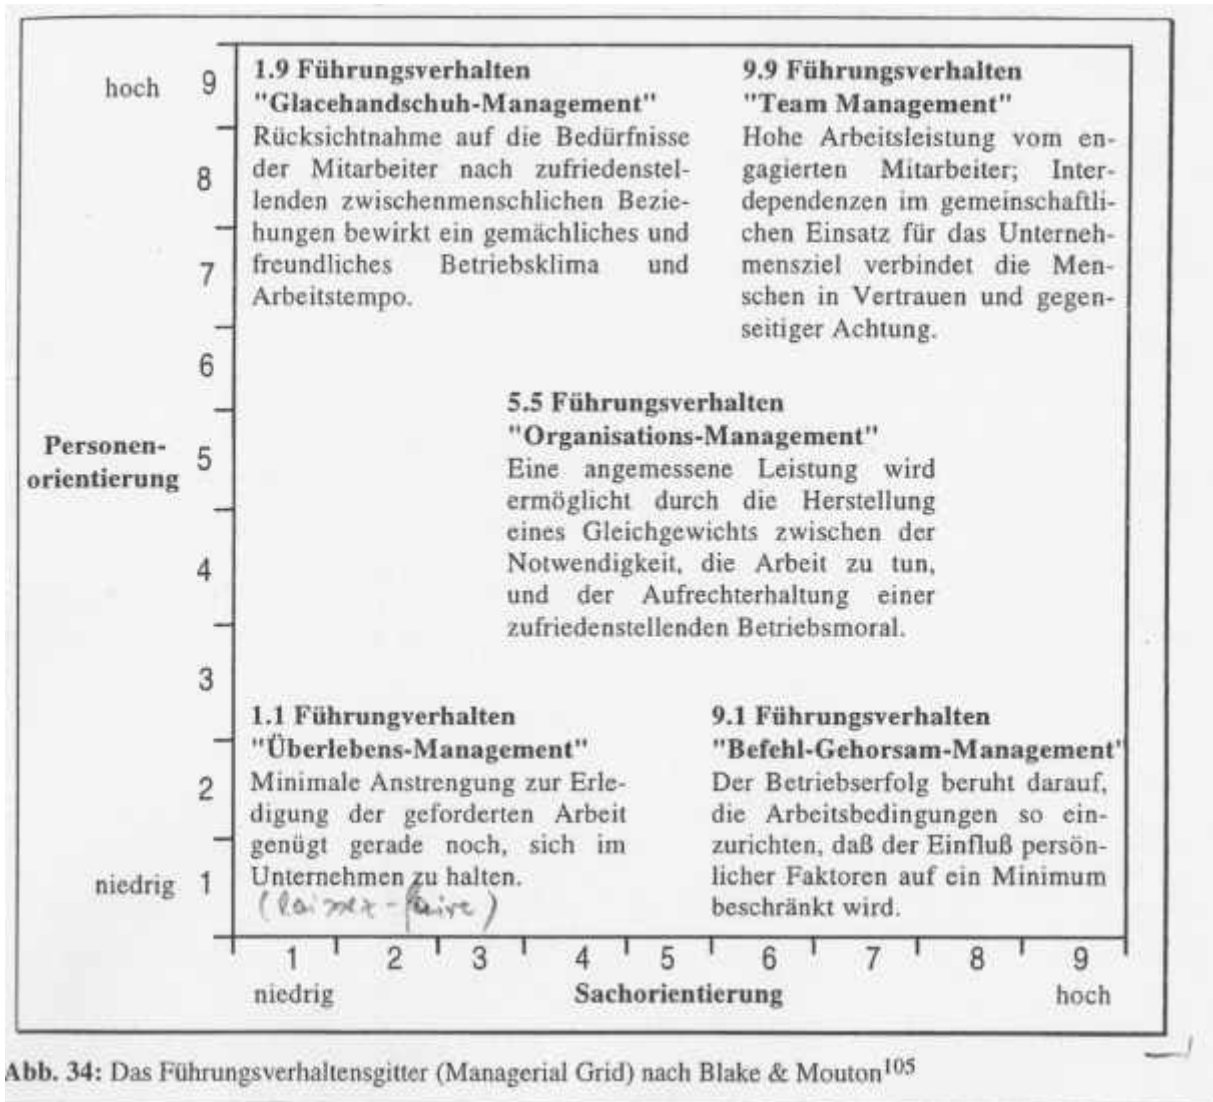 hoch 9
1.9 Führungsverhalten
"Glacehandschuh-Management"
Rücksichtnahme auf die Bedürfnisse
der Mitarbeiter nach zufriedenstel-
lenden zwischenmenschlichen Bezie-
hungen bewirkt ein gemächliches und
freundliches Betriebsklima und
Arbeitstempo.
9.9 Führungsverhalten
"Team Management"
Hohe Arbeitsleistung vom en-
gagierten Mitarbeiter; Inter-
dependenzen im gemeinschaftli-
chen Einsatz für das Unterneh-
mensziel verbindet die Men-
schen in Vertrauen und gegen-
seitiger Achtung.
8
7
6
Personen-
orientierung
5
5.5 Führungsverhalten
"Organisations-Management"
Eine angemessene Leistung wird
ermöglicht durch die Herstellung
eines Gleichgewichts zwischen der
Notwendigkeit, die Arbeit zu tun,
und der Aufrechterhaltung einer
zufriedenstellenden Betriebsmoral.
4
3
1.1 Führungverhalten
"Überlebens-Management"
Minimale Anstrengung zur Erle-
digung der geforderten Arbeit
genügt gerade noch, sich im
Unternehmen zu halten.
(laissez-faire)
9.1 Führungsverhalten
"Befehl-Gehorsam-Management"
Der Betriebserfolg beruht darauf,
die Arbeitsbedingungen so ein-
zurichten, daß der Einfluß persön-
licher Faktoren auf ein Minimum
beschränkt wird.
2
niedrig 1
1 2 3 4 5 6 7 8 9
niedrig Sachorientierung hoch
Abb. 34: Das Führungsverhaltensgitter (Managerial Grid) nach Blake & Mouton105